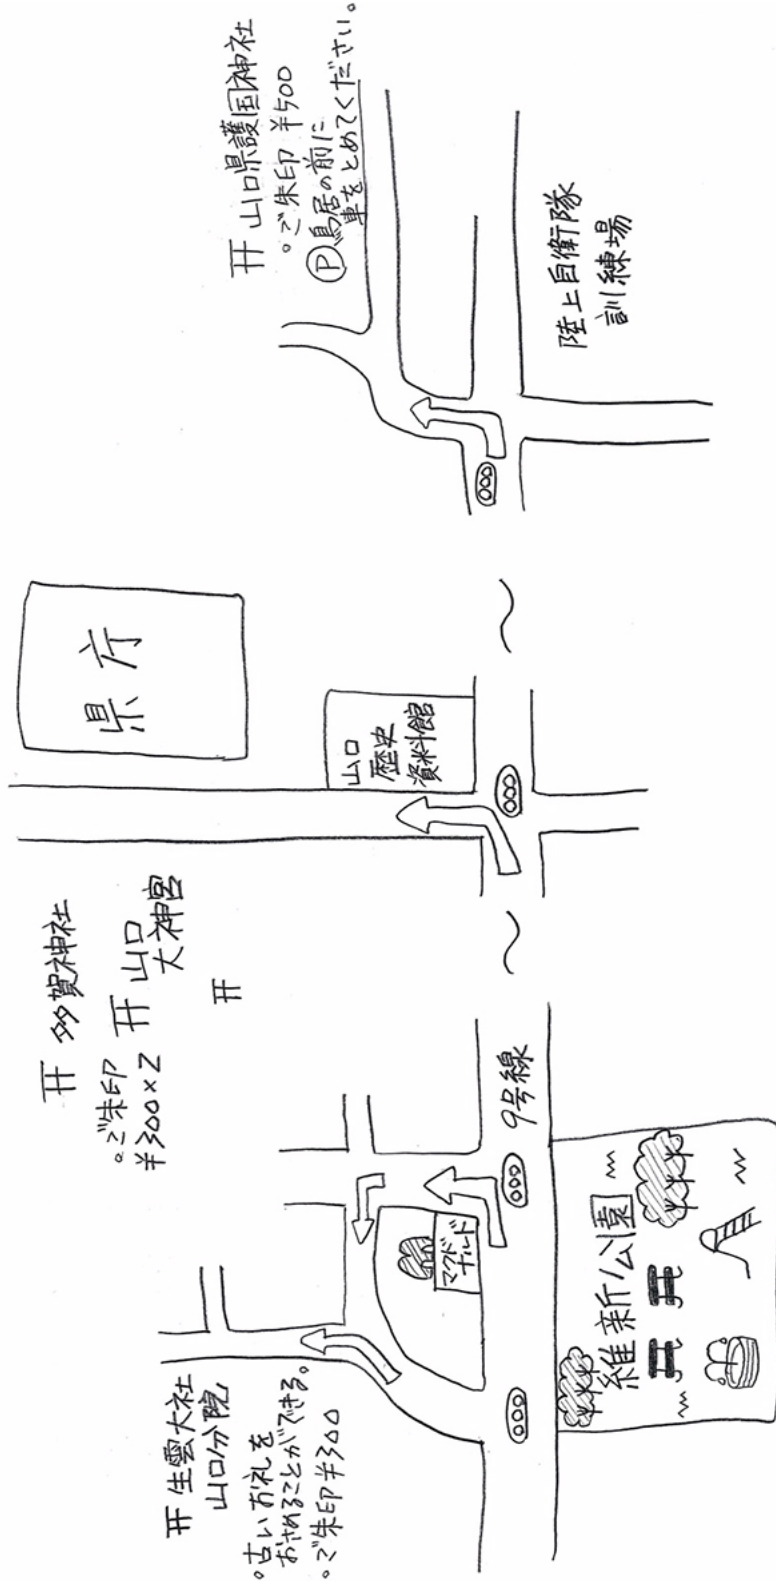 生雲大社
山口分院
。古いお礼を
おさめることができる。
。ご朱印¥300
多賀神社
。ご朱印
¥300×2
山口
大神宮
県庁
山口
歴史
資料館
山口県護国神社
。ご朱印 ¥500
Ⓟ鳥居の前に
車をとめてください。
マクド
ナルド
9号線
維新公園
陸上自衛隊
訓練場